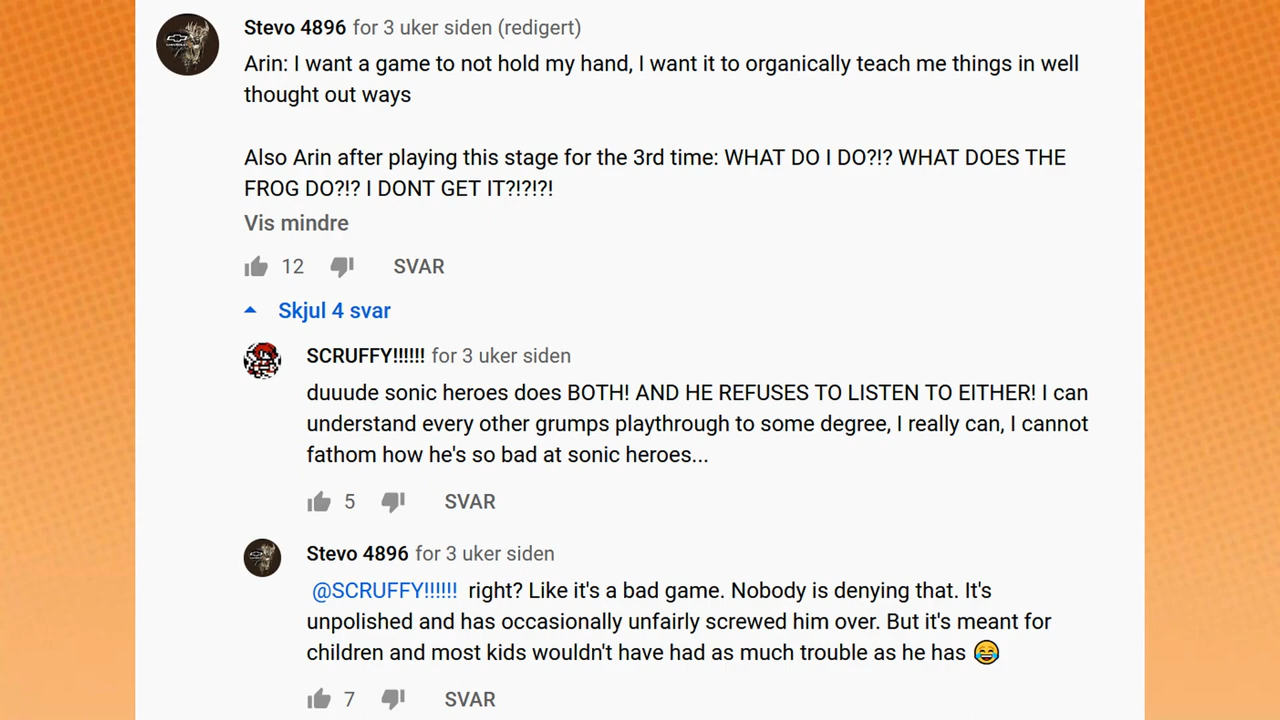 Stevo 4896 for 3 uker siden (redigert)
Arin: I want a game to not hold my hand, I want it to organically teach me things in well
thought out ways
Also Arin after playing this stage for the 3rd time: WHAT DO I DO?!? WHAT DOES THE
FROG DO?!? I DONT GET IT?!?!?!
Vis mindre
12 SVAR
Skjul 4 svar
SCRUFFY!!!!!! for 3 uker siden
duuude sonic heroes does BOTH! AND HE REFUSES TO LISTEN TO EITHER! I can
understand every other grumps playthrough to some degree, I really can, I cannot
fathom how he's so bad at sonic heroes...
5 SVAR
Stevo 4896 for 3 uker siden
@SCRUFFY!!!!!! right? Like it's a bad game. Nobody is denying that. It's
unpolished and has occasionally unfairly screwed him over. But it's meant for
children and most kids wouldn't have had as much trouble as he has 😂
7 SVAR